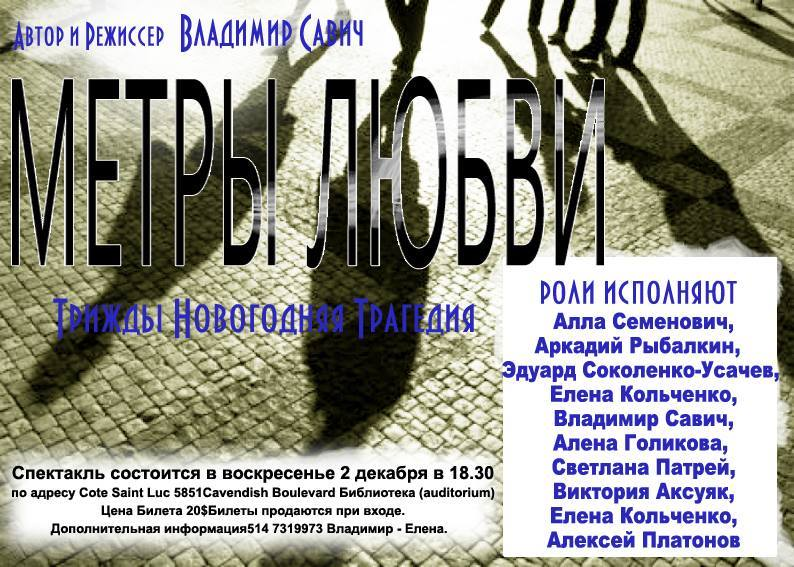 Автор и Режиссер Владимир Савич
МЕТРЫ ЛЮБВИ
Трижды Новогодняя Трагедия
РОЛИ ИСПОЛНЯЮТ
Алла Семенович,
Аркадий Рыбалкин,
Эдуард Соколенко-Усачев,
Елена Кольченко,
Владимир Савич,
Алена Голикова,
Светлана Патрей,
Виктория Аксуяк,
Елена Кольченко,
Алексей Платонов
Спектакль состоится в воскресенье 2 декабря в 18.30
по адресу Cote Saint Luc 5851Cavendish Boulevard Библиотека (auditorium)
Цена Билета 20$Билеты продаются при входе.
Дополнительная информация514 7319973 Владимир - Елена.